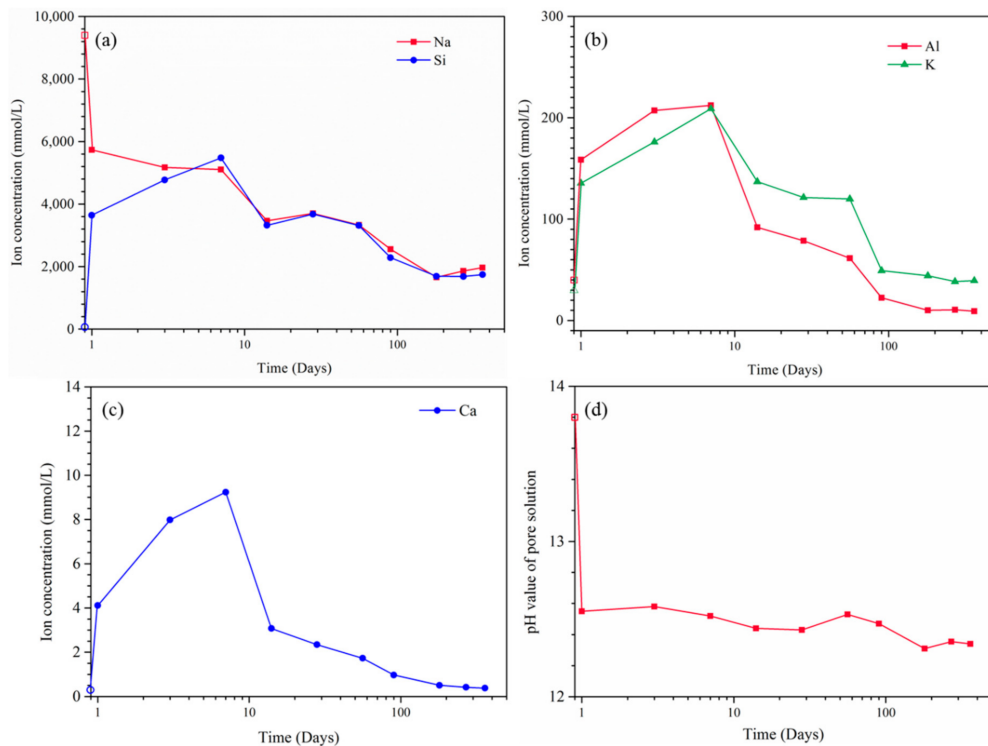 (a)
Na
Si
10,000
8,000
6,000
4,000
2,000
0
Ion concentration (mmol/L)
1
10
100
Time (Days)
(b)
Al
K
300
200
100
0
Ion concentration (mmol/L)
1
10
100
Time (Days)
(c)
Ca
14
12
10
8
6
4
2
0
Ion concentration (mmol/L)
1
10
100
Time (Days)
(d)
14
13
12
pH value of pore solution
1
10
100
Time (Days)